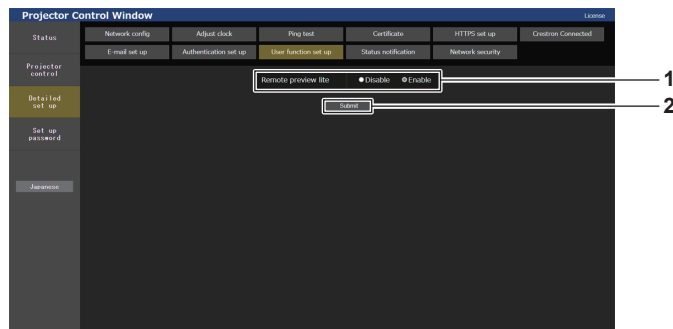 Projector Control Window License
Status
Network config Adjust clock Ping test Certificate HTTPS set up Crestron Connected
E-mail set up Authentication set up User function set up Status notification Network security
Projector
control
Remote preview lite Disable Enable 1
Detailed
set up
Submit 2
Set up
password
Japanese